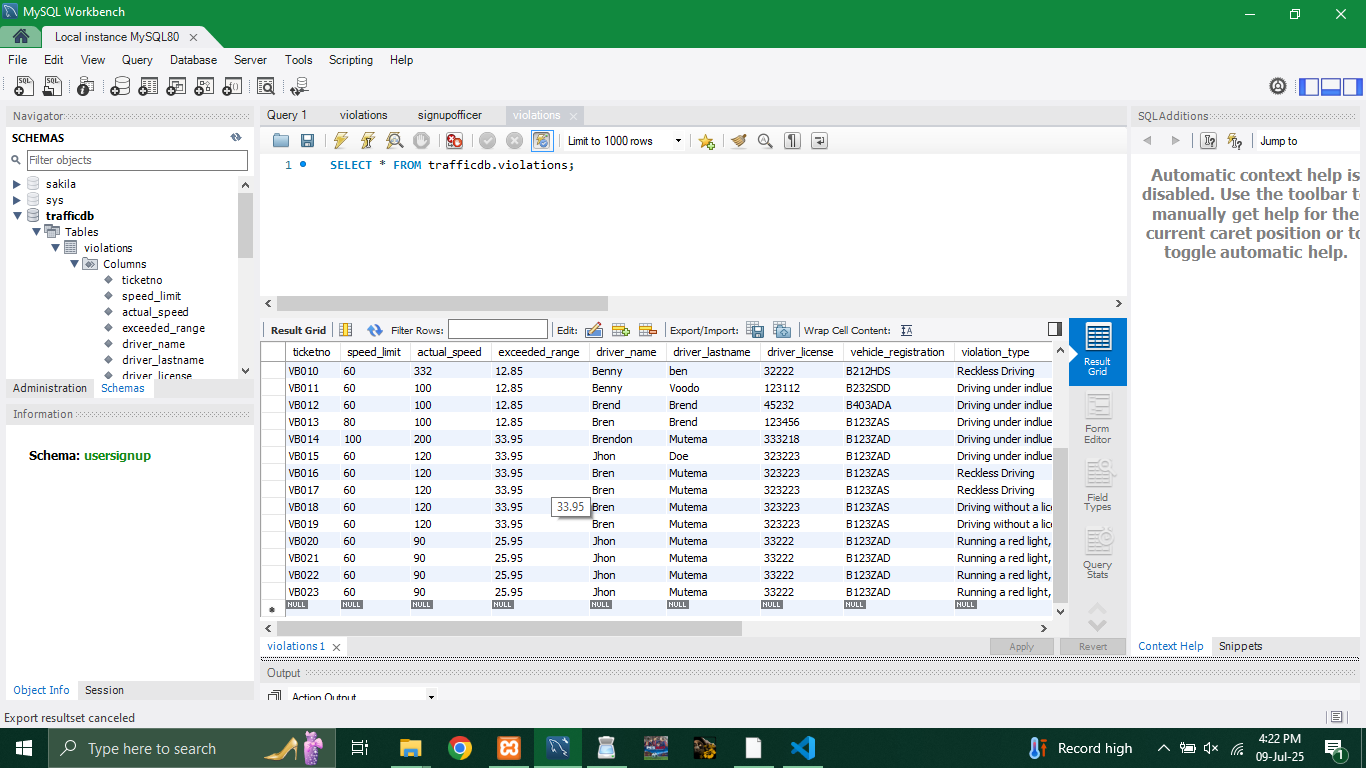 MySQL Workbench
Local instance MySQL80
File Edit View Query Database Server Tools Scripting Help
Navigator
SCHEMAS
Filter objects
sakila
sys
trafficdb
Tables
violations
Columns
ticketno
speed_limit
actual_speed
exceeded_range
driver_name
driver_lastname
driver_license
Administration Schemas
Information
Schema: usersignup
Object Info Session
Query 1 violations signupofficer violations
Limit to 1000 rows
1 SELECT * FROM trafficdb.violations;
Result Grid Filter Rows: Edit: Export/Import: Wrap Cell Content:
ticketno speed_limit actual_speed exceeded_range driver_name driver_lastname driver_license vehicle_registration violation_type
VB010 60 332 12.85 Benny ben 32222 B212HDS Reckless Driving
VB011 60 100 12.85 Benny Voodo 123112 B232SDD Driving under indlue
VB012 60 100 12.85 Brend Brend 45232 B403ADA Driving under indlue
VB013 80 100 12.85 Bren Brend 123456 B123ZAS Driving under indlue
VB014 100 200 33.95 Brendon Mutema 333218 B123ZAD Driving under indlue
VB015 60 120 33.95 Jhon Doe 323223 B123ZAD Driving under indlue
VB016 60 120 33.95 Bren Mutema 323223 B123ZAS Reckless Driving
VB017 60 120 33.95 Bren Mutema 323223 B123ZAS Reckless Driving
VB018 60 120 33.95 33.95 Bren Mutema 323223 B123ZAS Driving without a lice
VB019 60 120 33.95 Bren Mutema 323223 B123ZAS Driving without a lice
VB020 60 90 25.95 Jhon Mutema 33222 B123ZAD Running a red light,
VB021 60 90 25.95 Jhon Mutema 33222 B123ZAD Running a red light,
VB022 60 90 25.95 Jhon Mutema 33222 B123ZAD Running a red light,
VB023 60 90 25.95 Jhon Mutema 33222 B123ZAD Running a red light,
NULL NULL NULL NULL NULL NULL NULL NULL NULL
Result Grid
Form Editor
Field Types
Query Stats
violations 1 Apply Revert
Output
Action Output
SQLAdditions
Jump to
Automatic context help is
disabled. Use the toolbar t
manually get help for the
current caret position or to
toggle automatic help.
Context Help Snippets
Export resultset canceled
Type here to search
Record high
4:22 PM
09-Jul-25
1